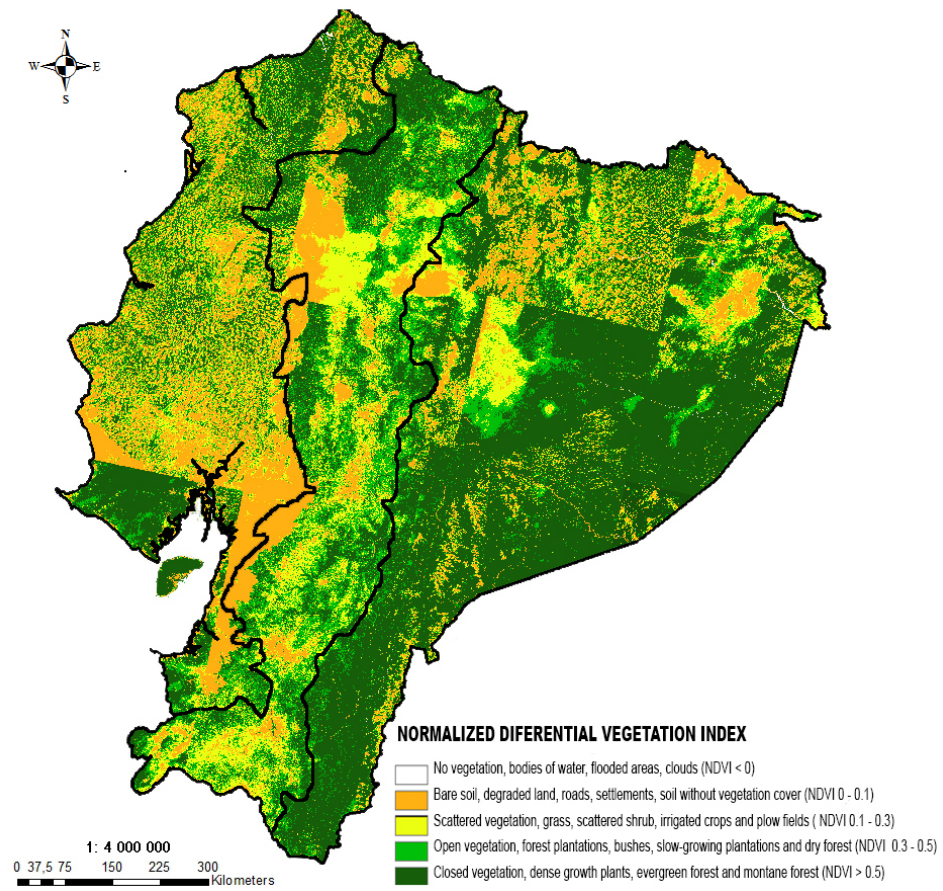 N
W E
S
NORMALIZED DIFERENTIAL VEGETATION INDEX
No vegetation, bodies of water, flooded areas, clouds (NDVI < 0)
Bare soil, degraded land, roads, settlements, soil without vegetation cover (NDVI 0 - 0.1)
Scattered vegetation, grass, scattered shrub, irrigated crops and plow fields ( NDVI 0.1 - 0.3)
Open vegetation, forest plantations, bushes, slow-growing plantations and dry forest (NDVI 0.3 - 0.5)
Closed vegetation, dense growth plants, evergreen forest and montane forest (NDVI > 0.5)
1: 4 000 000
0 37,5 75 150 225 300
Kilometers